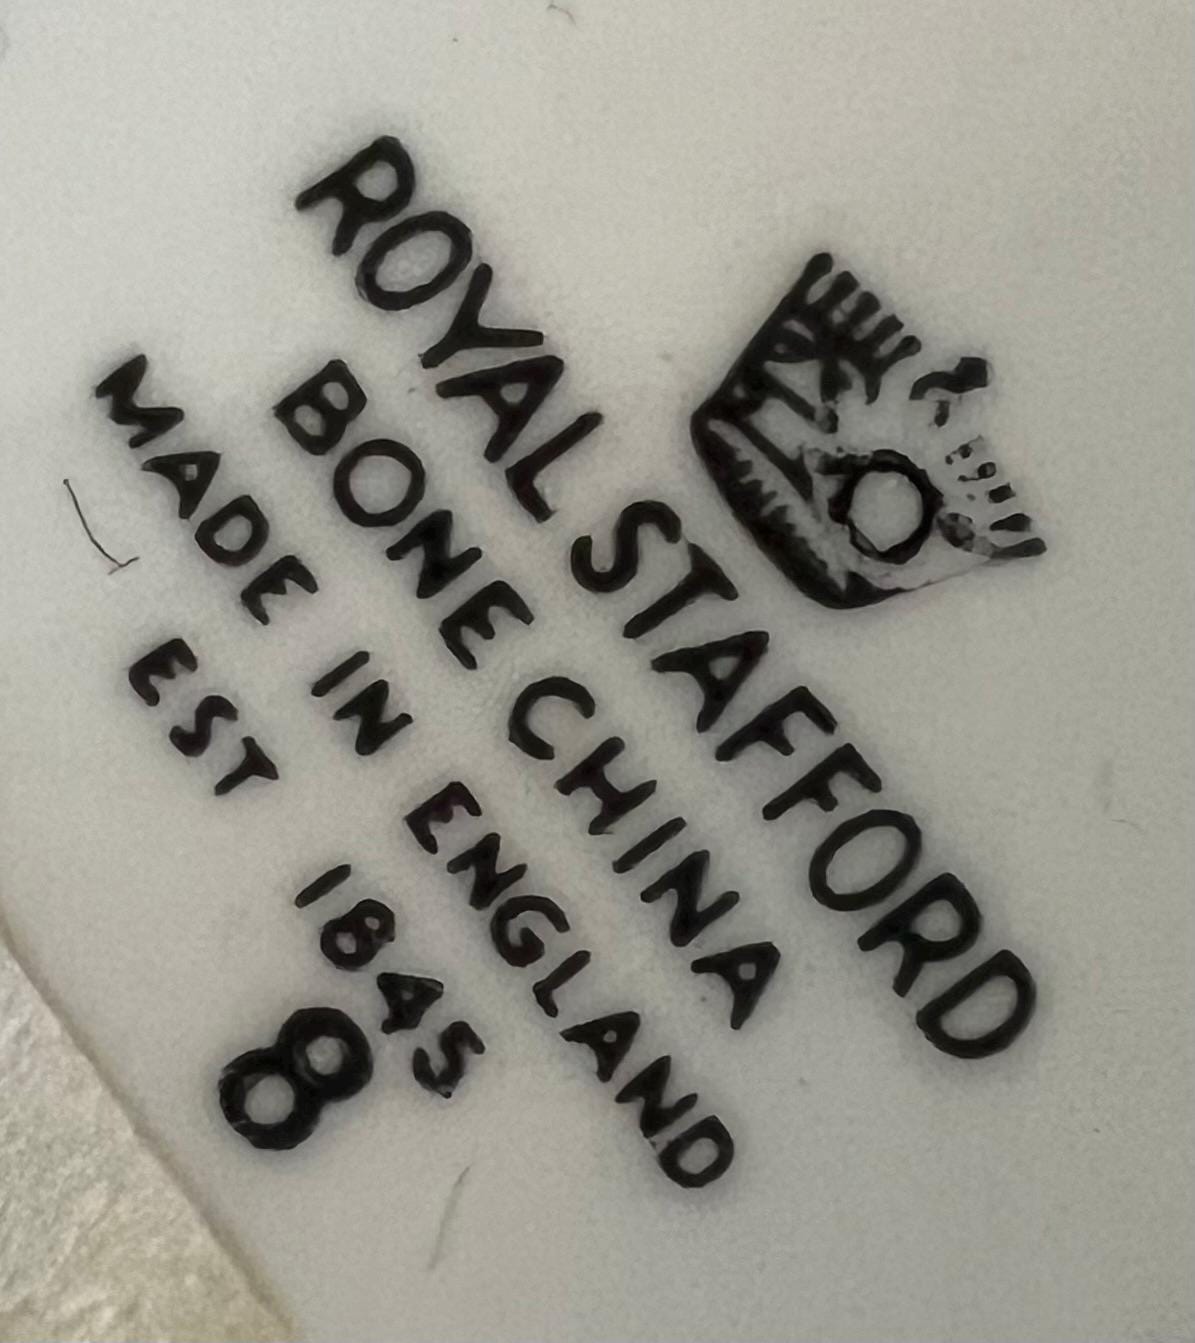 ROYAL STAFFORD
BONE CHINA
MADE IN ENGLAND
EST 1845
8